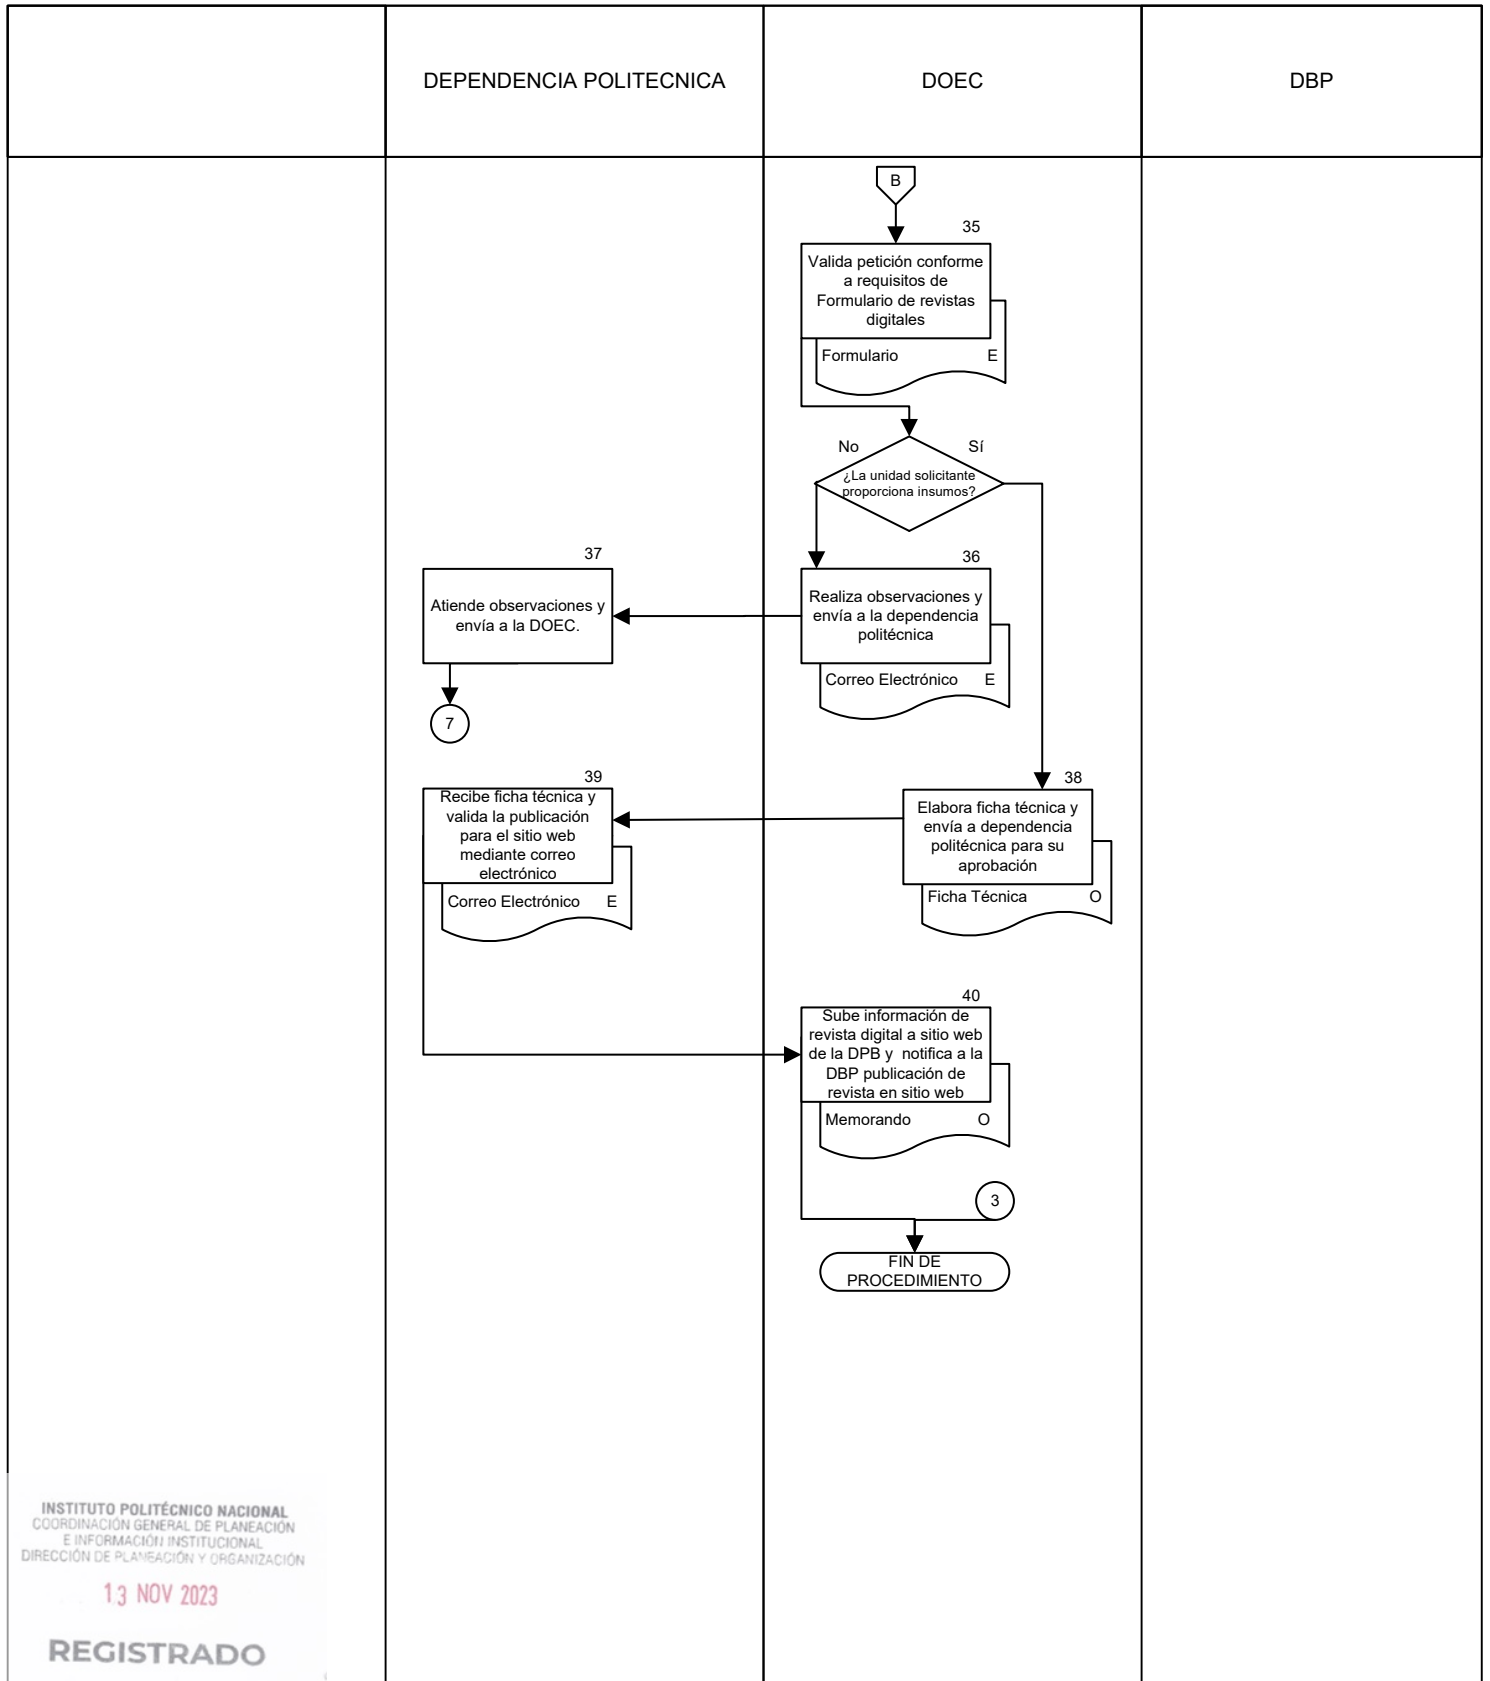 DEPENDENCIA POLITECNICA
DOEC
DBP
B
35
Valida petición conforme
a requisitos de
Formulario de revistas
digitales
Formulario E
No
Sí
¿La unidad solicitante
proporciona insumos?
37
Atiende observaciones y
envía a la DOEC.
7
36
Realiza observaciones y
envía a la dependencia
politécnica
Correo Electrónico E
39
Recibe ficha técnica y
valida la publicación
para el sitio web
mediante correo
electrónico
Correo Electrónico E
38
Elabora ficha técnica y
envía a dependencia
politécnica para su
aprobación
Ficha Técnica O
40
Sube información de
revista digital a sitio web
de la DPB y notifica a la
DBP publicación de
revista en sitio web
Memorando O
3
FIN DE
PROCEDIMIENTO
INSTITUTO POLITÉCNICO NACIONAL
COORDINACIÓN GENERAL DE PLANEACIÓN
E INFORMACIÓN INSTITUCIONAL
DIRECCIÓN DE PLANEACIÓN Y ORGANIZACIÓN
13 NOV 2023
REGISTRADO